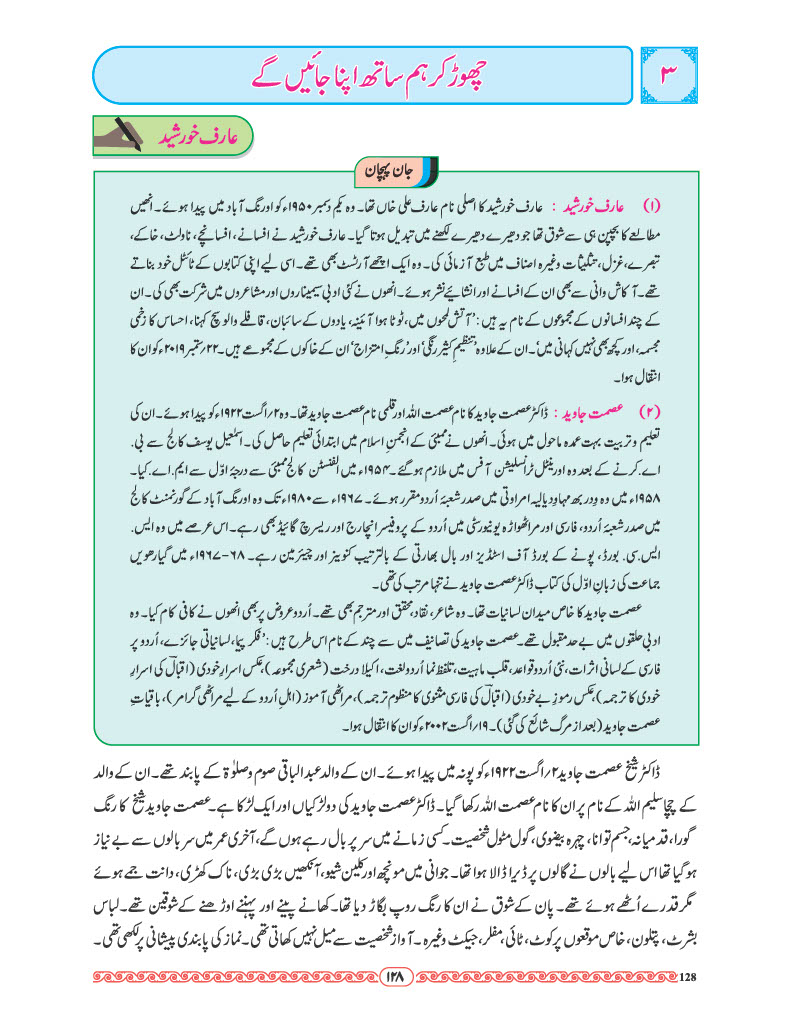 ۳
چھوڑ کر ہم ساتھ اپنا جائیں گے
عارف خورشید
جان پہچان
(۱) عارف خورشید : عارف خورشید کا اصلی نام عارف علی خاں تھا۔ وہ یکم دسمبر ۱۹۵۰ء کو اورنگ آباد میں پیدا ہوئے۔ انھیں
مطالعے کا بچپن ہی سے شوق تھا جو دھیرے دھیرے لکھنے میں تبدیل ہوتا گیا۔ عارف خورشید نے افسانے، افسانچے، ناولٹ، خاکے،
تبصرے، غزل، تثلیثات وغیرہ اصناف میں طبع آزمائی کی۔ وہ ایک اچھے آرٹسٹ بھی تھے۔ اسی لیے اپنی کتابوں کے ٹائٹل خود بناتے
تھے۔ آکاش وانی سے بھی ان کے افسانے اور انشائیے نشر ہوئے۔ انھوں نے کئی ادبی سیمیناروں اور مشاعروں میں شرکت بھی کی۔ ان
کے چند افسانوں کے مجموعوں کے نام یہ ہیں: ’آتش لمحوں میں، ٹوٹا ہوا آئینہ، یادوں کے سائبان، قافلے والو سچ کہنا، احساس کا زخمی
مجسمہ، اور کچھ بھی نہیں کہانی میں‘۔ ان کے علاوہ ’تنظیمِ کثیر رنگی‘ اور ’رنگِ امتزاج‘ ان کے خاکوں کے مجموعے ہیں۔ ۲۲؍ستمبر ۲۰۱۹ء کو ان کا
انتقال ہوا۔
(۲) عصمت جاوید : ڈاکٹر عصمت جاوید کا نام عصمت اللہ اور قلمی نام عصمت جاوید تھا۔ وہ ۲؍اگست ۱۹۲۲ء کو پیدا ہوئے۔ ان کی
تعلیم و تربیت بہت عمدہ ماحول میں ہوئی۔ انھوں نے ممبئی کے انجمنِ اسلام میں ابتدائی تعلیم حاصل کی۔ اسمٰعیل یوسف کالج سے بی.
اے. کرنے کے بعد وہ اورینٹل ٹرانسلیشن آفس میں ملازم ہو گئے۔ ۱۹۵۴ء میں الفنسٹن کالج ممبئی سے درجۂ اوّل سے ایم.اے. کیا۔
۱۹۵۸ء میں وہ وِدربھ مہاودیالیہ امراوتی میں صدر شعبۂ اُردو مقرر ہوئے۔ ۱۹۶۷ء سے ۱۹۸۰ء تک وہ اورنگ آباد کے گورنمنٹ کالج
میں صدر شعبۂ اُردو، فارسی اور مراٹھواڑہ یونیورسٹی میں اُردو کے پروفیسر انچارج اور ریسرچ گائیڈ بھی رہے۔ اس عرصے میں وہ ایس.
ایس.سی. بورڈ، پونے کے بورڈ آف اسٹڈیز اور بال بھارتی کے بالترتیب کنوینر اور چیئرمین رہے۔ ۶۸-۱۹۶۷ء میں گیارھویں
جماعت کی زبانِ اوّل کی کتاب ڈاکٹر عصمت جاوید نے تنہا مرتب کی تھی۔
عصمت جاوید کا خاص میدان لسانیات تھا۔ وہ شاعر، نقاد، محقق اور مترجم بھی تھے۔ اُردو عروض پر بھی انھوں نے کافی کام کیا۔ وہ
ادبی حلقوں میں بے حد مقبول تھے۔ عصمت جاوید کی تصانیف میں سے چند کے نام اس طرح ہیں: ’فکر پیما، لسانیاتی جائزے، اُردو پر
فارسی کے لسانی اثرات، نئی اُردو قواعد، قلب ماہیت، تلفظ نما اُردو لغت، اکیلا درخت (شعری مجموعہ)، عکس اسرارِ خودی (اقبالؔ کی اسرارِ
خودی کا ترجمہ)، عکس رموزِ بے خودی (اقبالؔ کی فارسی مثنوی کا منظوم ترجمہ)، مراٹھی آموز (اہلِ اُردو کے لیے مراٹھی گرامر)، باقیاتِ
عصمت جاوید (بعد از مرگ شائع کی گئی)۔ ۱۹؍اگست ۲۰۰۲ء کو ان کا انتقال ہوا۔
ڈاکٹر شیخ عصمت جاوید ۲؍اگست ۱۹۲۲ء کو پونہ میں پیدا ہوئے۔ ان کے والد عبدالباقی صوم و صلوٰۃ کے پابند تھے۔ ان کے والد
کے چچا سلیم اللہ کے نام پر ان کا نام عصمت اللہ رکھا گیا۔ ڈاکٹر عصمت جاوید کی دو لڑکیاں اور ایک لڑکا ہے۔ عصمت جاوید شیخ کا رنگ
گورا، قد میانہ، جسم توانا، چہرہ بیضوی، گول مٹول شخصیت۔ کسی زمانے میں سر پر بال رہے ہوں گے، آخری عمر میں سر بالوں سے بے نیاز
ہو گیا تھا اس لیے بالوں نے گالوں پر ڈیرا ڈالا ہوا تھا۔ جوانی میں مونچھ اور کلین شیو، آنکھیں بڑی بڑی، ناک کھڑی، دانت جمے ہوئے
مگر قدرے اُٹھے ہوئے تھے۔ پان کے شوق نے ان کا رنگ روپ بگاڑ دیا تھا۔ کھانے پینے اور پہننے اوڑھنے کے شوقین تھے۔ لباس
بشرٹ، پتلون، خاص موقعوں پر کوٹ، ٹائی، مفلر، جیکٹ وغیرہ۔ آواز شخصیت سے میل نہیں کھاتی تھی۔ نماز کی پابندی پیشانی پر لکھی تھی۔
۱۲۸
128